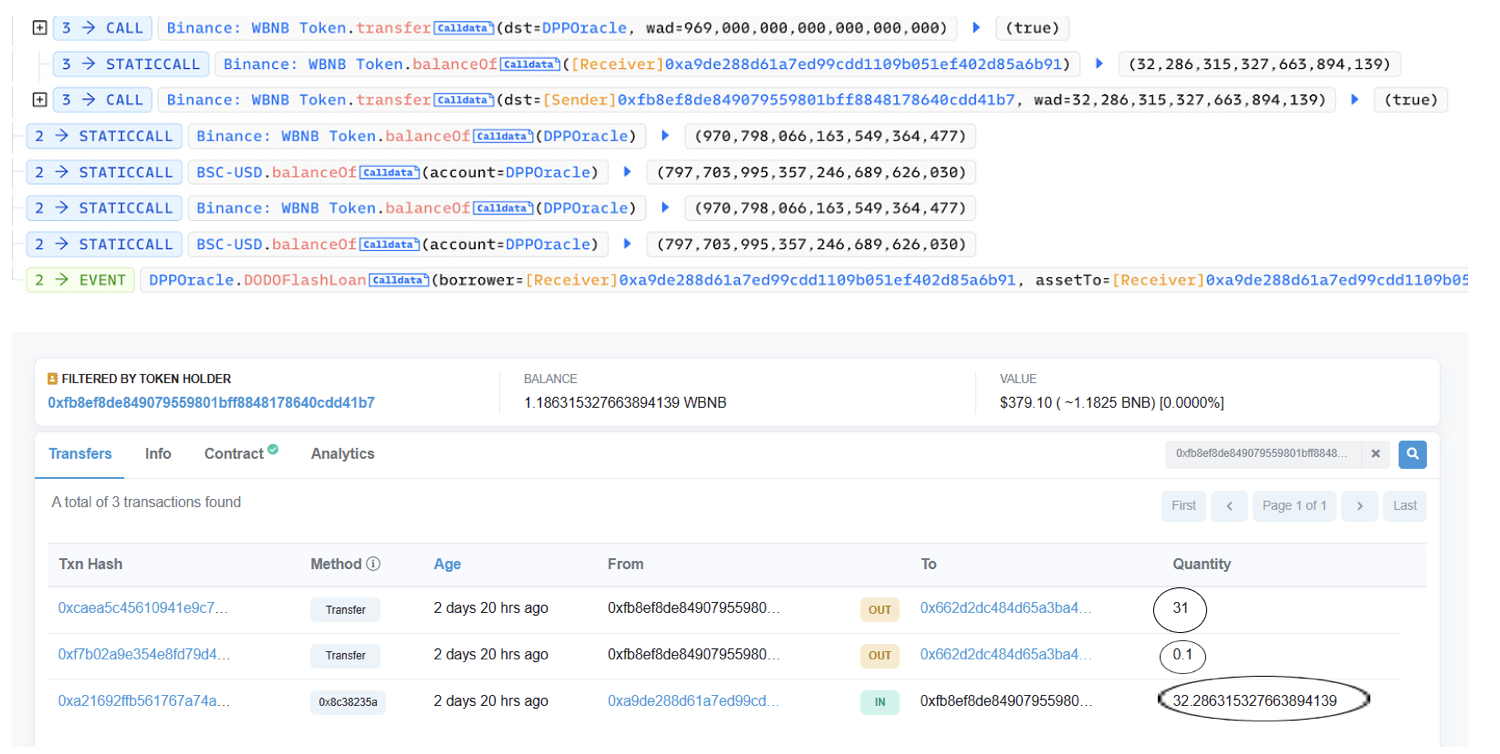 3 → CALL Binance: WBNB Token.transfer Calldata (dst=DPPOracle, wad=969,000,000,000,000,000,000) ▶ (true)
3 → STATICCALL Binance: WBNB Token.balanceOf Calldata ([Receiver]0xa9de288d61a7ed99cdd1109b051ef402d85a6b91) ▶ (32,286,315,327,663,894,139)
3 → CALL Binance: WBNB Token.transfer Calldata (dst=[Sender]0xfb8ef8de849079559801bff8848178640cdd41b7, wad=32,286,315,327,663,894,139) ▶ (true)
2 → STATICCALL Binance: WBNB Token.balanceOf Calldata (DPPOracle) ▶ (970,798,066,163,549,364,477)
2 → STATICCALL BSC-USD.balanceOf Calldata (account=DPPOracle) ▶ (797,703,995,357,246,689,626,030)
2 → STATICCALL Binance: WBNB Token.balanceOf Calldata (DPPOracle) ▶ (970,798,066,163,549,364,477)
2 → STATICCALL BSC-USD.balanceOf Calldata (account=DPPOracle) ▶ (797,703,995,357,246,689,626,030)
2 → EVENT DPPOracle.DODOFlashLoan Calldata (borrower=[Receiver]0xa9de288d61a7ed99cdd1109b051ef402d85a6b91, assetTo=[Receiver]0xa9de288d61a7ed99cdd1109b05
FILTERED BY TOKEN HOLDER BALANCE VALUE
0xfb8ef8de849079559801bff8848178640cdd41b7 1.186315327663894139 WBNB $379.10 ( ~1.1825 BNB) [0.0000%]
Transfers Info Contract Analytics 0xfb8ef8de849079559801bff8848...
A total of 3 transactions found First Page 1 of 1 Last
Txn Hash Method Age From To Quantity
0xcaea5c45610941e9c7... Transfer 2 days 20 hrs ago 0xfb8ef8de84907955980... OUT 0x662d2dc484d65a3ba4... 31
0xf7b02a9e354e8fd79d4... Transfer 2 days 20 hrs ago 0xfb8ef8de84907955980... OUT 0x662d2dc484d65a3ba4... 0.1
0xa21692ffb561767a74a... 0x8c38235a 2 days 20 hrs ago 0xa9de288d61a7ed99cd... IN 0xfb8ef8de84907955980... 32.286315327663894139